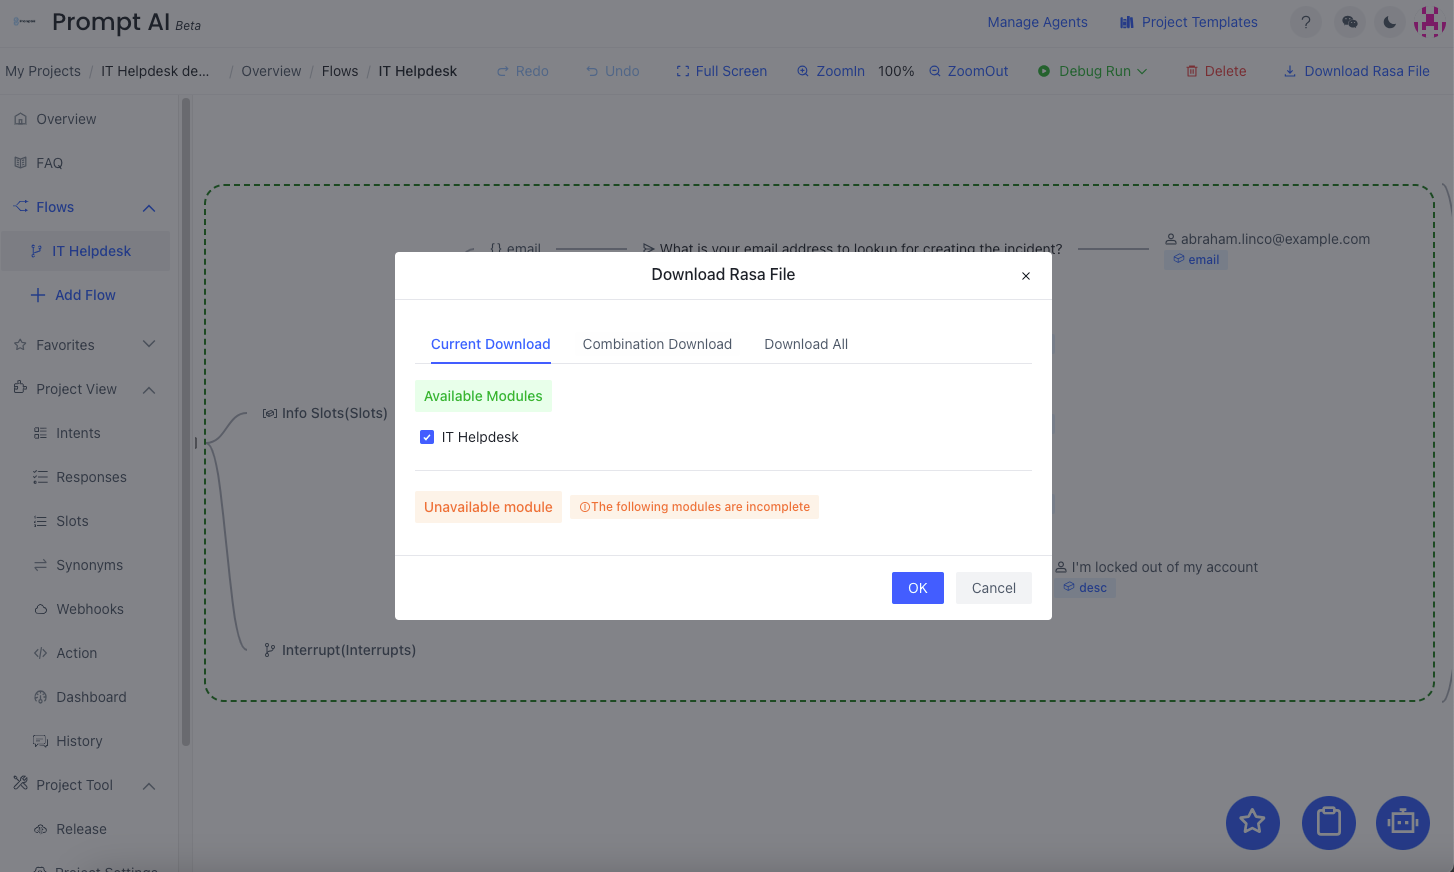 Prompt AI Beta
Manage Agents
Project Templates
?
My Projects / IT Helpdesk de... / Overview / Flows / IT Helpdesk
Redo
Undo
Full Screen
ZoomIn
100%
ZoomOut
Debug Run
Delete
Download Rasa File
Overview
FAQ
Flows
IT Helpdesk
Add Flow
Favorites
Project View
Intents
Responses
Slots
Synonyms
Webhooks
Action
Dashboard
History
Project Tool
Release
Project Settings
{ } email
What is your email address to lookup for creating the incident?
abraham.linco@example.com
email
Info Slots(Slots)
I'm locked out of my account
desc
Interrupt(Interrupts)
Download Rasa File
Current Download
Combination Download
Download All
Available Modules
IT Helpdesk
Unavailable module
The following modules are incomplete
OK
Cancel